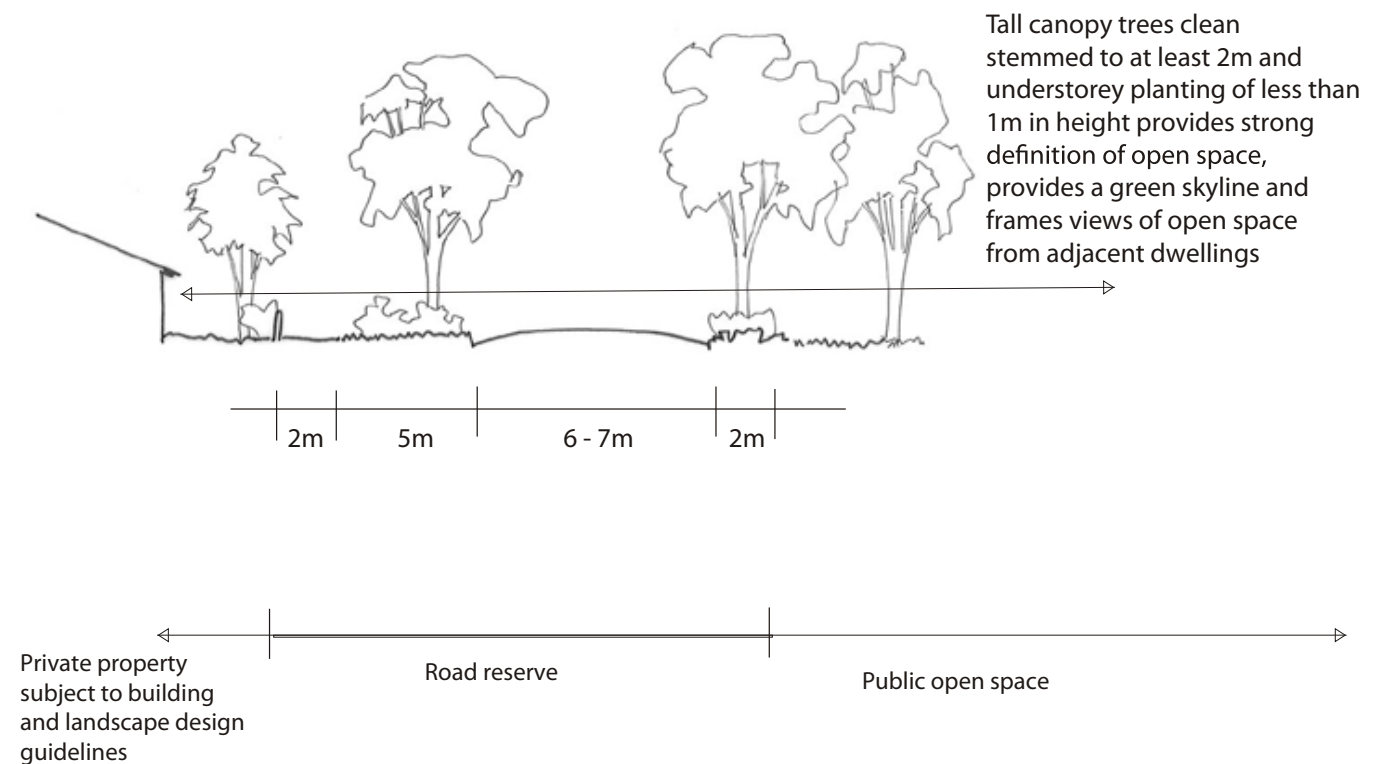 Tall canopy trees clean
stemmed to at least 2m and
understorey planting of less than
1m in height provides strong
definition of open space,
provides a green skyline and
frames views of open space
from adjacent dwellings
2m
5m
6 - 7m
2m
Private property
subject to building
and landscape design
guidelines
Road reserve
Public open space